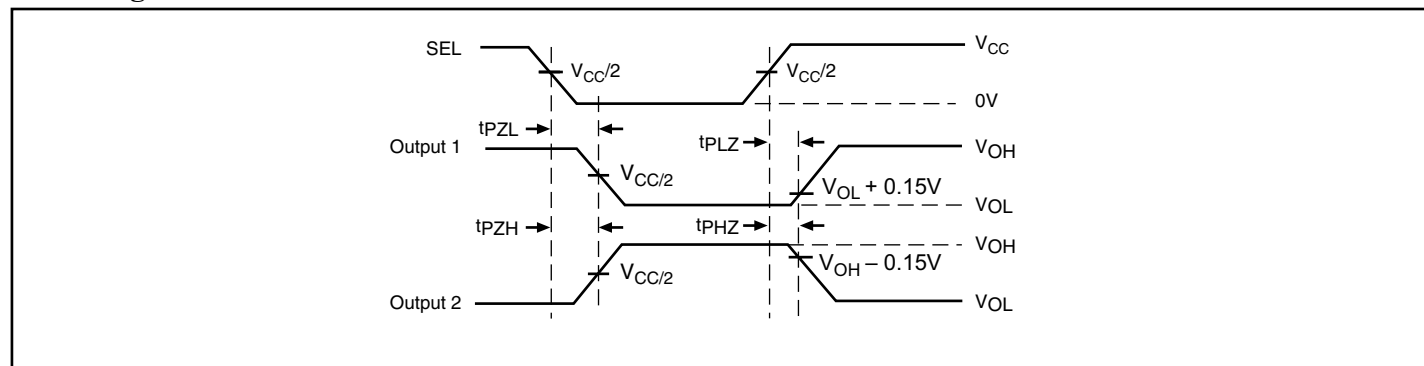 SEL
VCC/2
VCC/2
VCC
0V
tPZL
tPLZ
Output 1
VCC/2
VOH
VOL + 0.15V
VOL
tPZH
tPHZ
VOH
VCC/2
VOH – 0.15V
Output 2
VOL